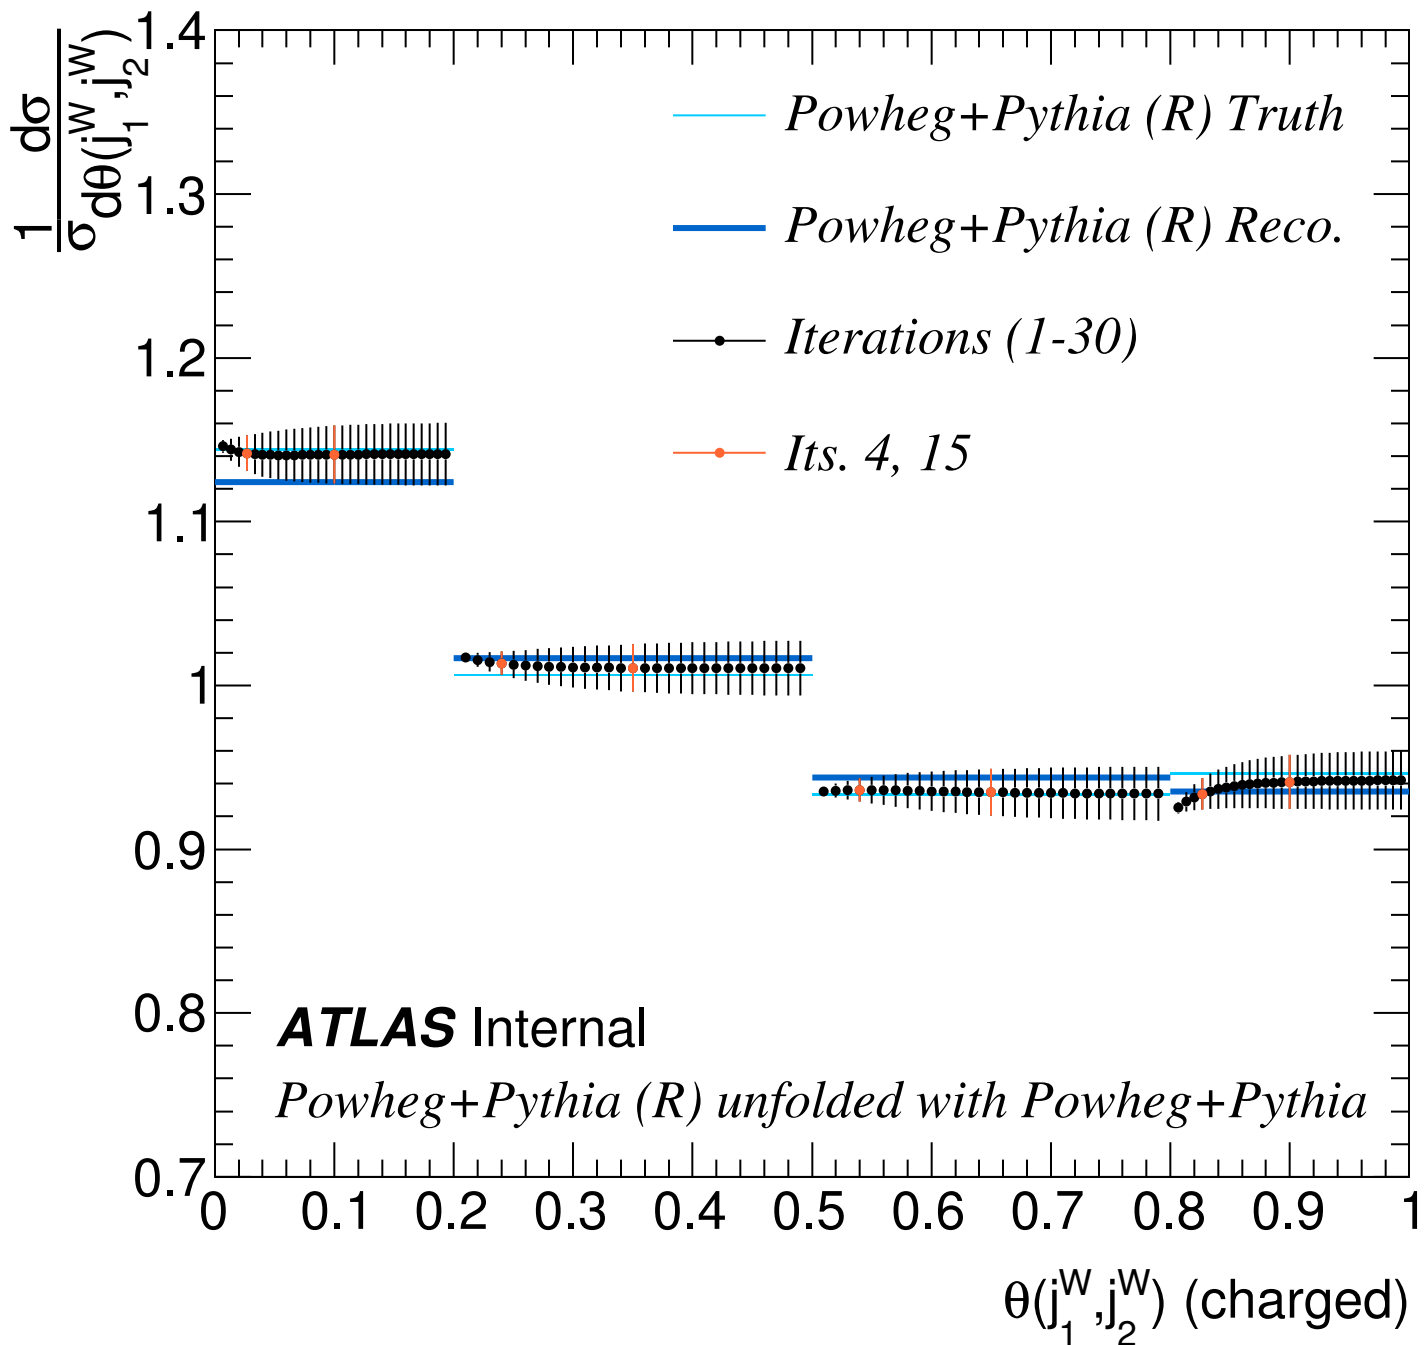 1/σ dσ/dθ(j₁ᵂ,j₂ᵂ)
1.4
1.3
1.2
1.1
1
0.9
0.8
0.7
Powheg+Pythia (R) Truth
Powheg+Pythia (R) Reco.
Iterations (1-30)
Its. 4, 15
ATLAS Internal
Powheg+Pythia (R) unfolded with Powheg+Pythia
0 0.1 0.2 0.3 0.4 0.5 0.6 0.7 0.8 0.9 1
θ(j₁ᵂ,j₂ᵂ) (charged)